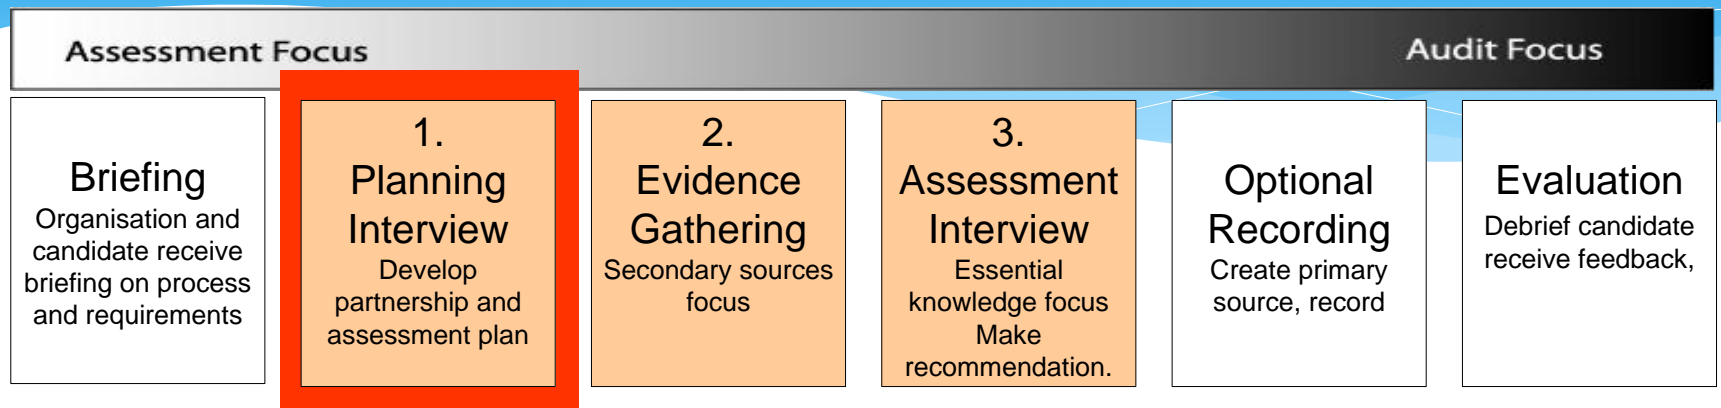 Assessment Focus
Audit Focus
Briefing
Organisation and
candidate receive
briefing on process
and requirements
1.
Planning
Interview
Develop
partnership and
assessment plan
2.
Evidence
Gathering
Secondary sources
focus
3.
Assessment
Interview
Essential
knowledge focus
Make
recommendation.
Optional
Recording
Create primary
source, record
Evaluation
Debrief candidate
receive feedback,